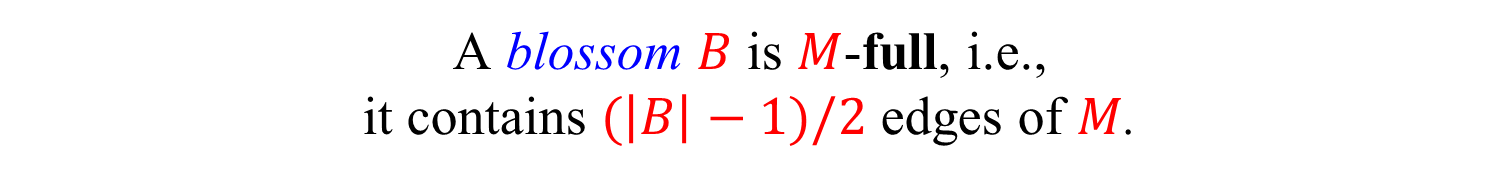 A blossom B is M-full, i.e.,
it contains (|B| − 1)/2 edges of M.